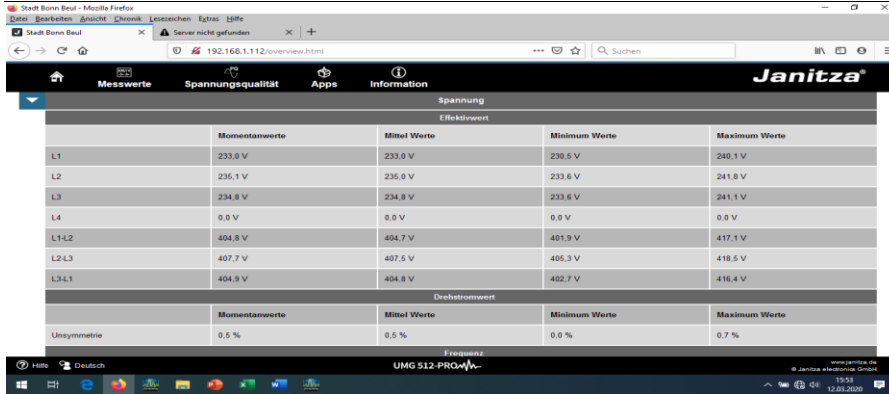 Stadt Bonn Beul - Mozilla Firefox
Datei Bearbeiten Ansicht Chronik Lesezeichen Extras Hilfe
Stadt Bonn Beul × Server nicht gefunden × +
192.168.1.112/overview.html Suchen
Messwerte Spannungsqualität Apps Information Janitza®
Spannung
Effektivwert
Momentanwerte Mittel Werte Minimum Werte Maximum Werte
L1 233,0 V 233,0 V 230,5 V 240,1 V
L2 235,1 V 235,0 V 233,6 V 241,8 V
L3 234,8 V 234,8 V 233,6 V 241,1 V
L4 0,0 V 0,0 V 0,0 V 0,0 V
L1-L2 404,8 V 404,7 V 401,9 V 417,1 V
L2-L3 407,7 V 407,5 V 405,3 V 418,5 V
L3-L1 404,9 V 404,8 V 402,7 V 416,4 V
Drehstromwert
Momentanwerte Mittel Werte Minimum Werte Maximum Werte
Unsymmetrie 0,5 % 0,5 % 0,0 % 0,7 %
Frequenz
Hilfe Deutsch UMG 512-PRO www.janitza.de
© Janitza electronics GmbH
15:53
12.03.2020